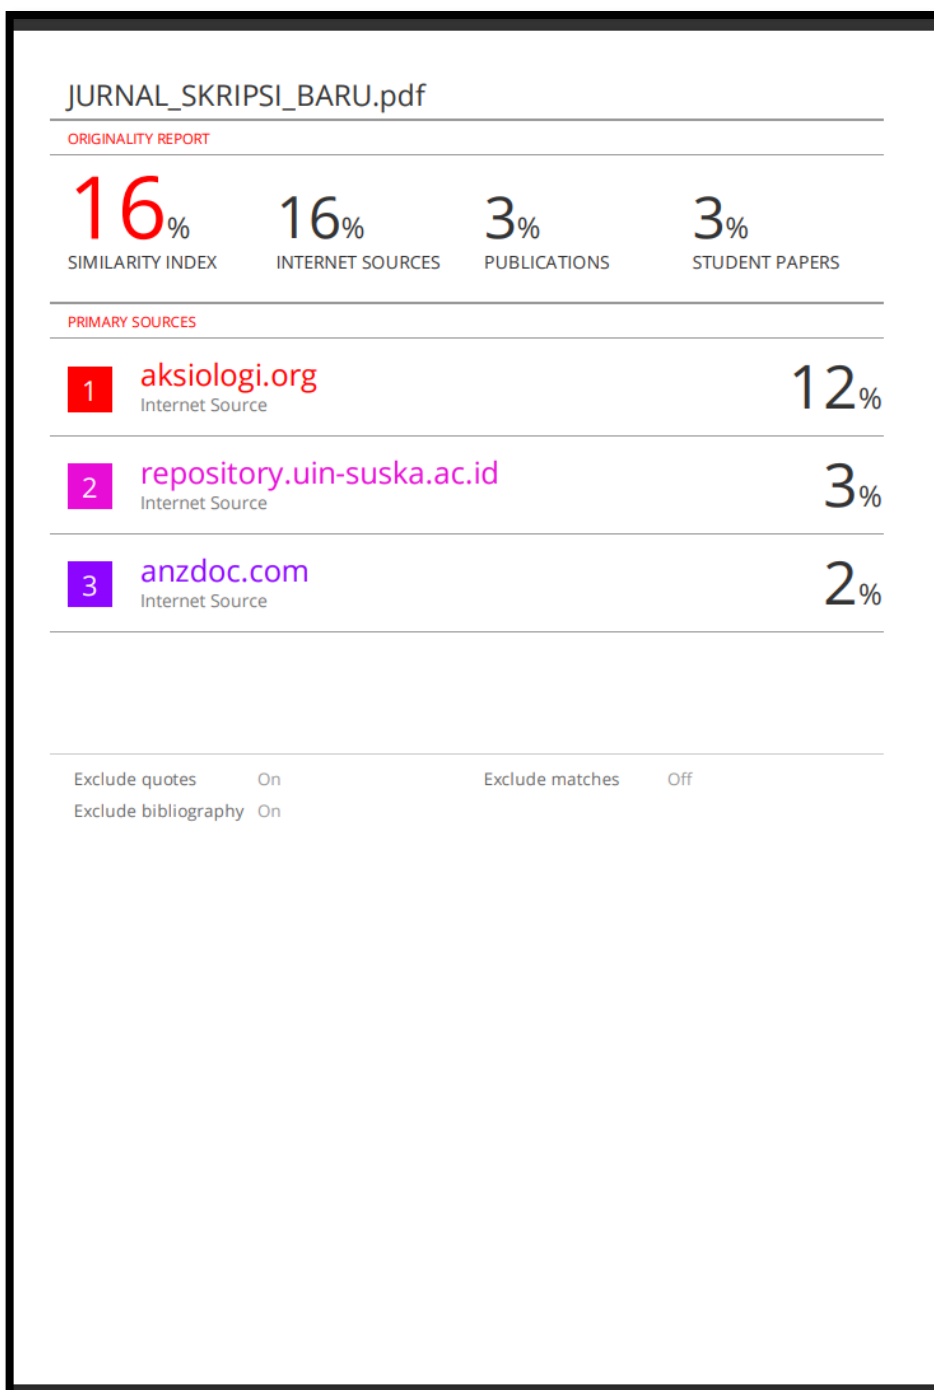 JURNAL_SKRIPSI_BARU.pdf
ORIGINALITY REPORT
16% 16% 3% 3%
SIMILARITY INDEX INTERNET SOURCES PUBLICATIONS STUDENT PAPERS
PRIMARY SOURCES
1 aksiologi.org 12%
Internet Source
2 repository.uin-suska.ac.id 3%
Internet Source
3 anzdoc.com 2%
Internet Source
Exclude quotes On Exclude matches Off
Exclude bibliography On